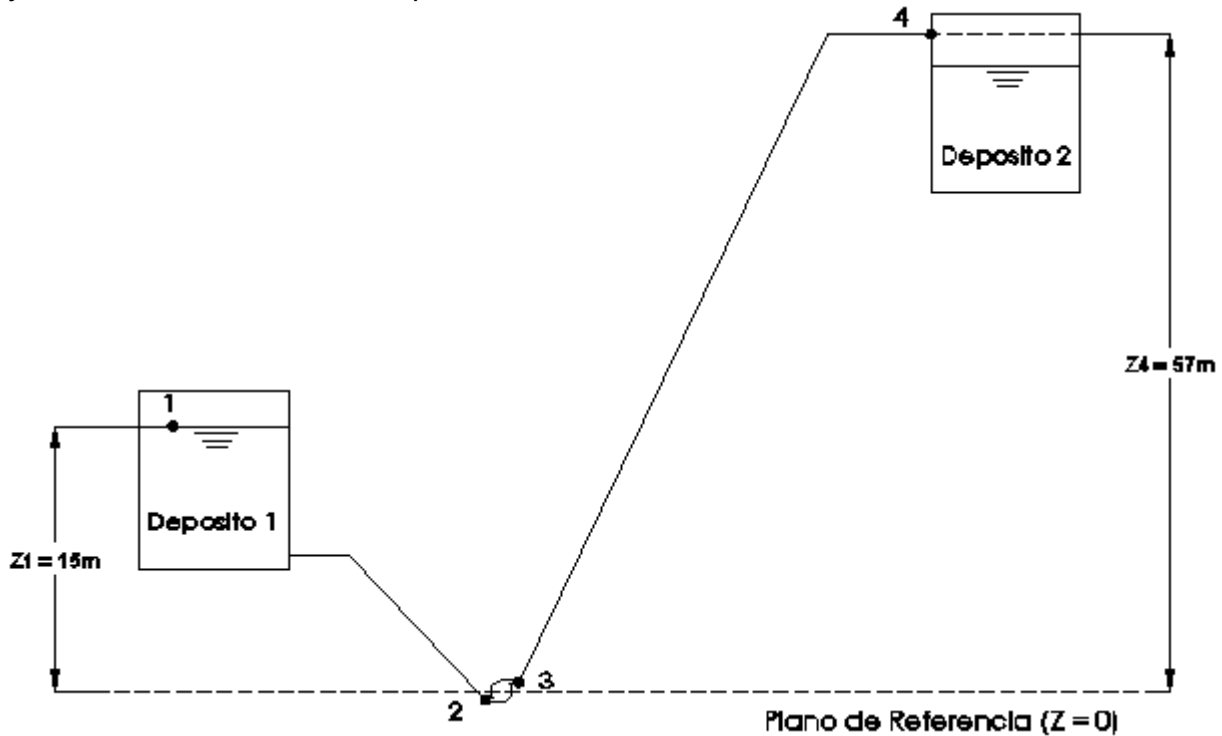 4
Deposito 2
Z4 = 57m
1
Deposito 1
Z1 = 15m
3
2
Plano de Referencia (Z = 0)